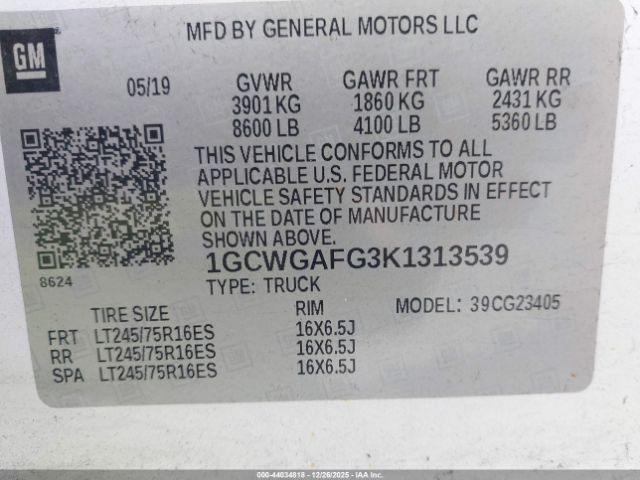 GM
MFD BY GENERAL MOTORS LLC
05/19 GVWR GAWR FRT GAWR RR
3901 KG 1860 KG 2431 KG
8600 LB 4100 LB 5360 LB
THIS VEHICLE CONFORMS TO ALL
APPLICABLE U.S. FEDERAL MOTOR
VEHICLE SAFETY STANDARDS IN EFFECT
ON THE DATE OF MANUFACTURE
SHOWN ABOVE.
1GCWGAFG3K1313539
8624
TYPE: TRUCK MODEL: 39CG23405
TIRE SIZE RIM
FRT LT245/75R16ES 16X6.5J
RR LT245/75R16ES 16X6.5J
SPA LT245/75R16ES 16X6.5J
000-44034818 - 12/26/2025 - IAAI.COM